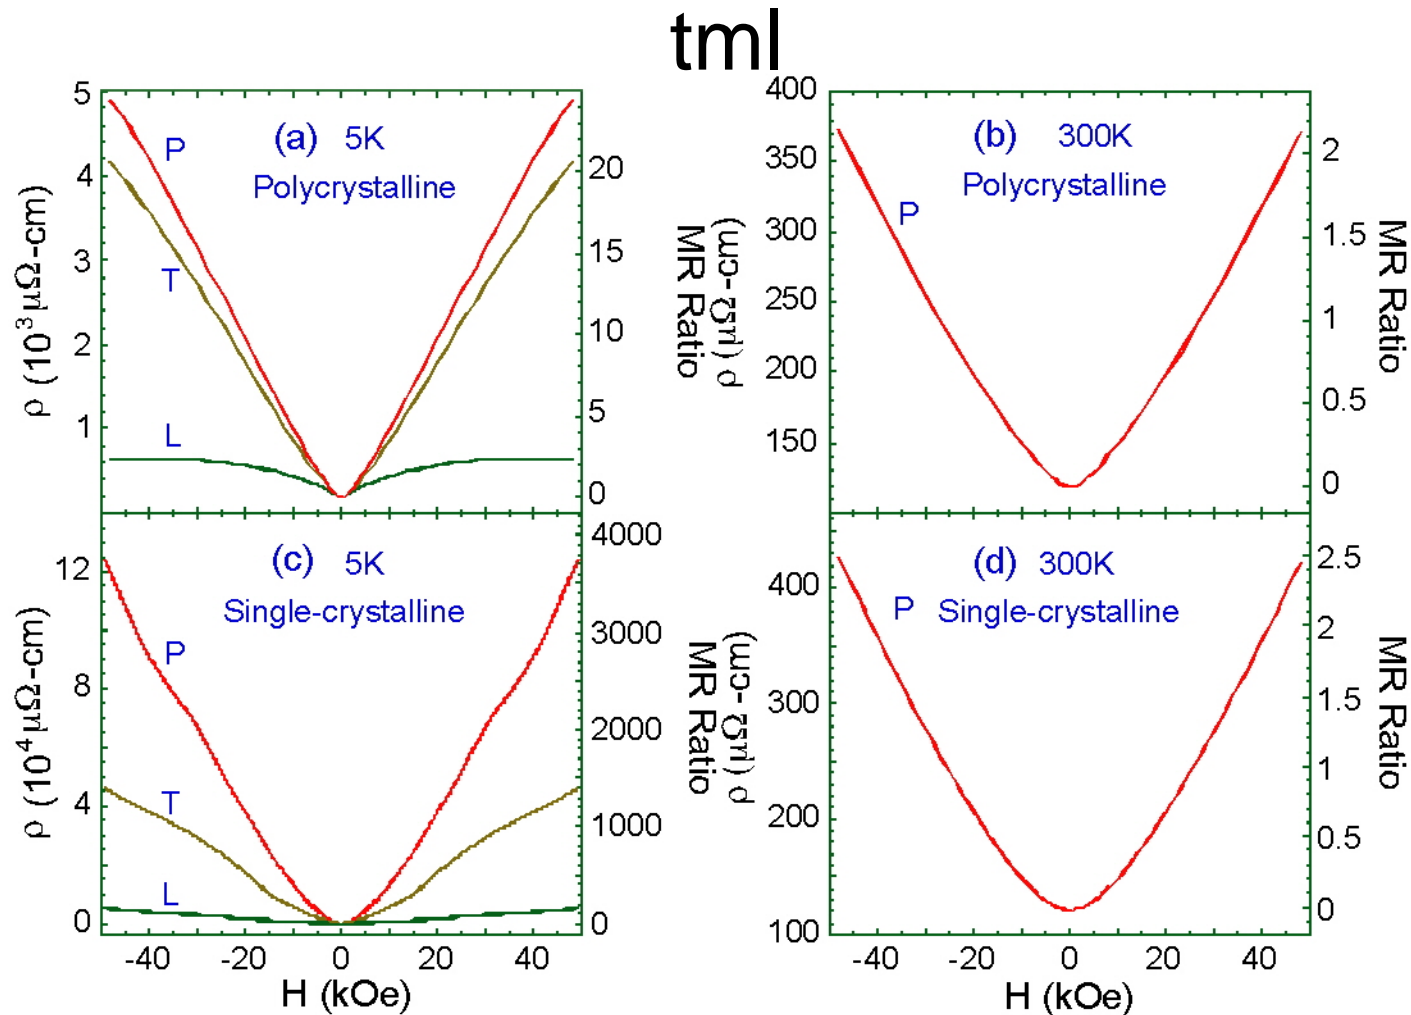 tml
5
4
3
2
1
ρ (10³ μΩ-cm)
(a) 5K
Polycrystalline
P
T
L
20
15
10
5
0
MR Ratio
400
350
300
250
200
150
ρ (μΩ-cm)
(b) 300K
Polycrystalline
P
2
1.5
1
0.5
0
MR Ratio
12
8
4
0
ρ (10⁴ μΩ-cm)
(c) 5K
Single-crystalline
P
T
L
4000
3000
2000
1000
0
MR Ratio
-40 -20 0 20 40
H (kOe)
400
300
200
100
ρ (μΩ-cm)
(d) 300K
P Single-crystalline
2.5
2
1.5
1
0.5
0
MR Ratio
-40 -20 0 20 40
H (kOe)